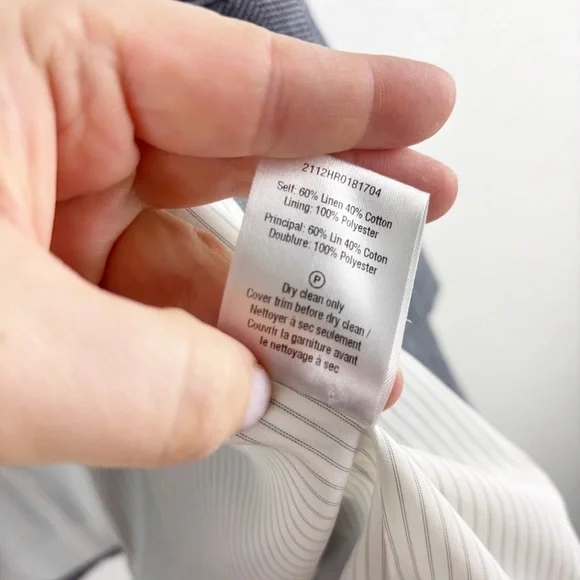 2112HR0181704
Self: 60% Linen 40% Cotton
Lining: 100% Polyester
Principal: 60% Lin 40% Coton
Doublure: 100% Polyester
P
Dry clean only
Cover trim before dry clean /
Nettoyer à sec seulement
Couvrir la garniture avant
le nettoyage à sec